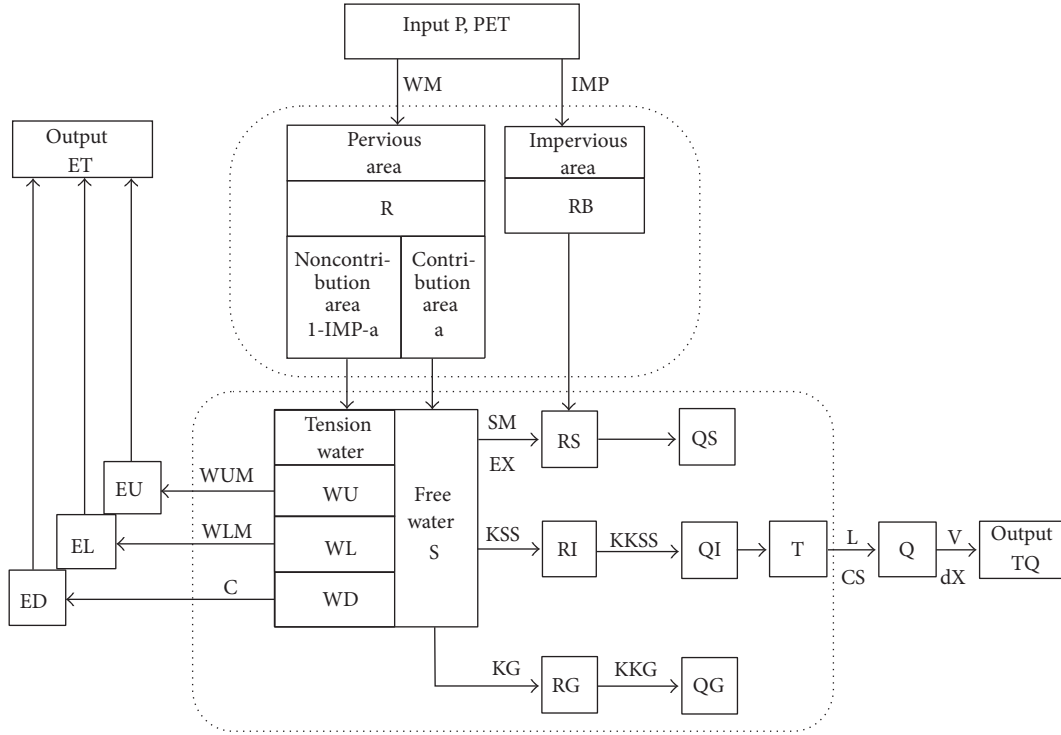 Input P, PET
WM
IMP
Output
ET
Pervious
area
Impervious
area
R
RB
Noncontri-
bution
area
1-IMP-a
Contri-
bution
area
a
Tension
water
WU
WL
WD
Free
water
S
WUM
WLM
C
EU
EL
ED
SM
EX
RS
QS
KSS
RI
KKSS
QI
T
L
CS
Q
V
dX
Output
TQ
KG
RG
KKG
QG